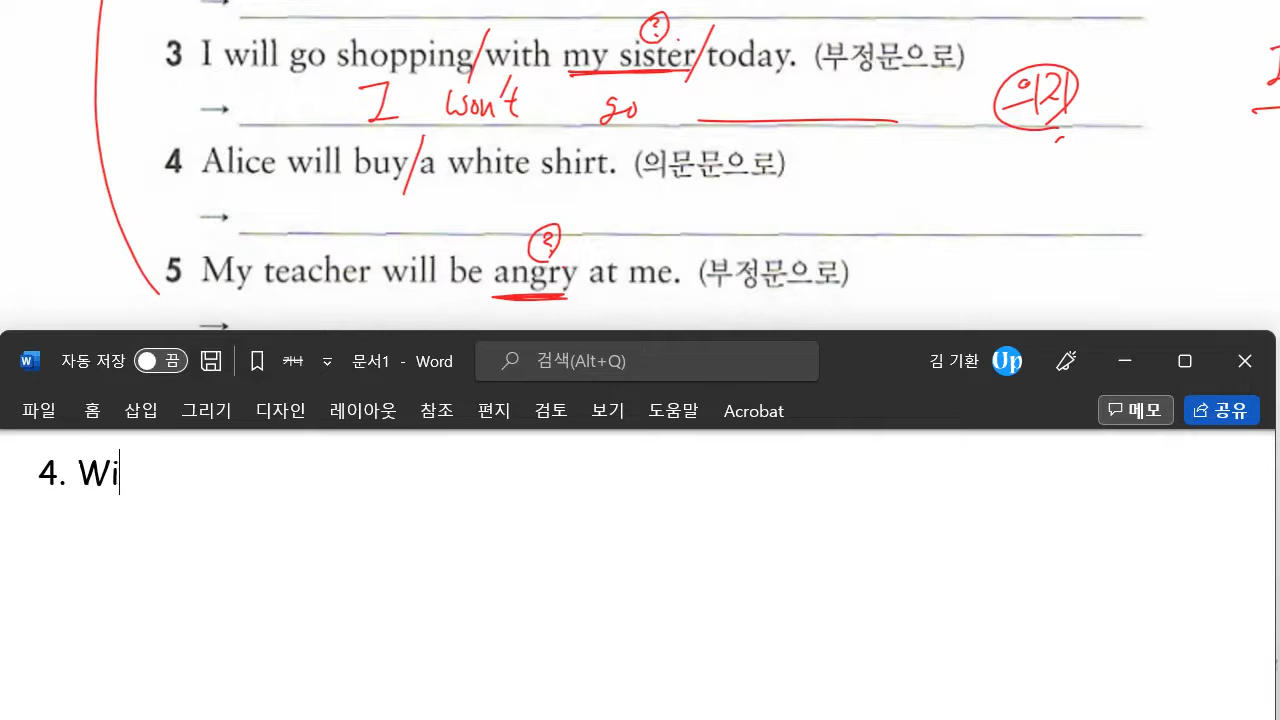 ?
3 I will go shopping/with my sister/today. (부정문으로)
→ I won't go
의지
4 Alice will buy/a white shirt. (의문문으로)
→
?
5 My teacher will be angry at me. (부정문으로)
→
자동 저장 끔 가나 문서1 - Word 검색(Alt+Q) 김 기환 Up
파일 홈 삽입 그리기 디자인 레이아웃 참조 편지 검토 보기 도움말 Acrobat 메모 공유
4. Wi